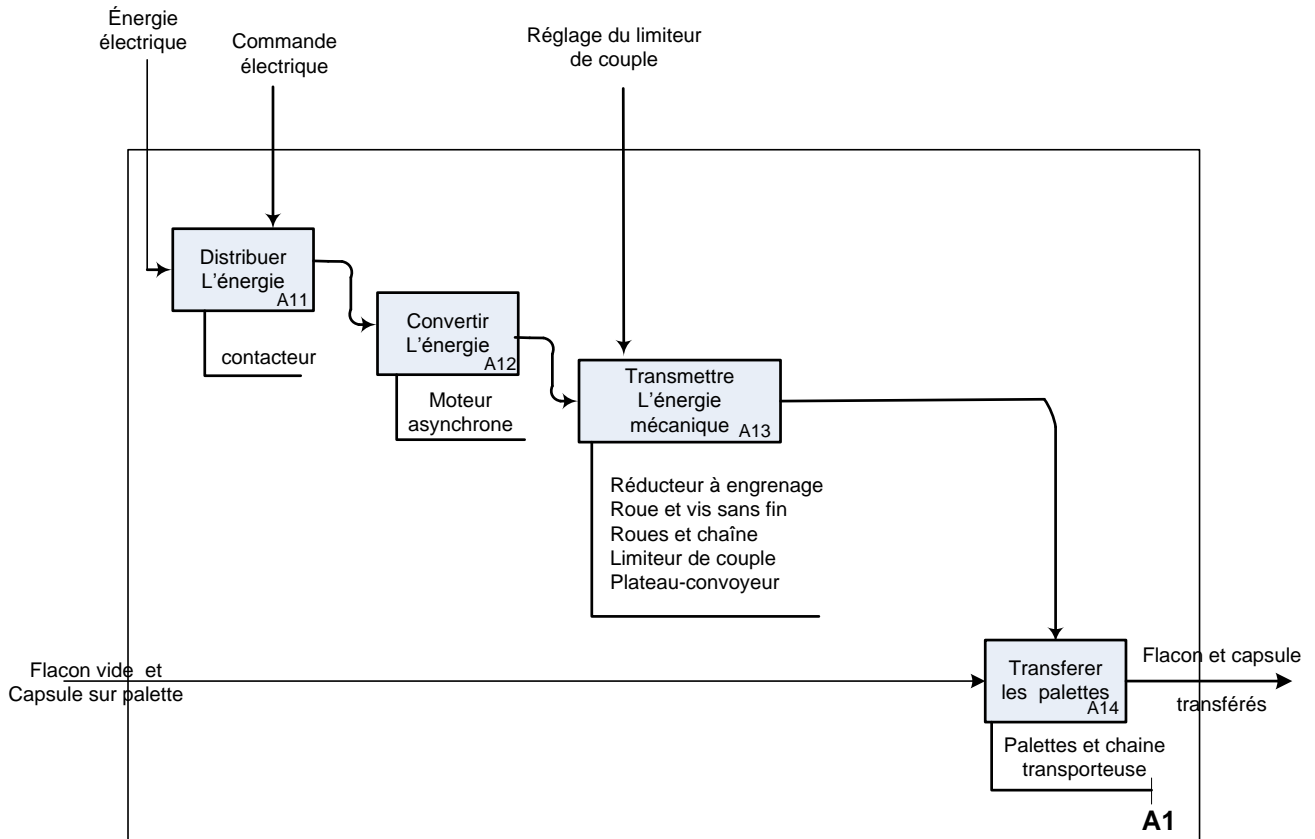 Énergie
électrique
Commande
électrique
Réglage du limiteur
de couple
Distribuer
L'énergie
A11
contacteur
Convertir
L'énergie
A12
Moteur
asynchrone
Transmettre
L'énergie
mécanique
A13
Réducteur à engrenage
Roue et vis sans fin
Roues et chaîne
Limiteur de couple
Plateau-convoyeur
Flacon vide et
Capsule sur palette
Transferer
les palettes
A14
Flacon et capsule
transférés
Palettes et chaine
transporteuse
A1